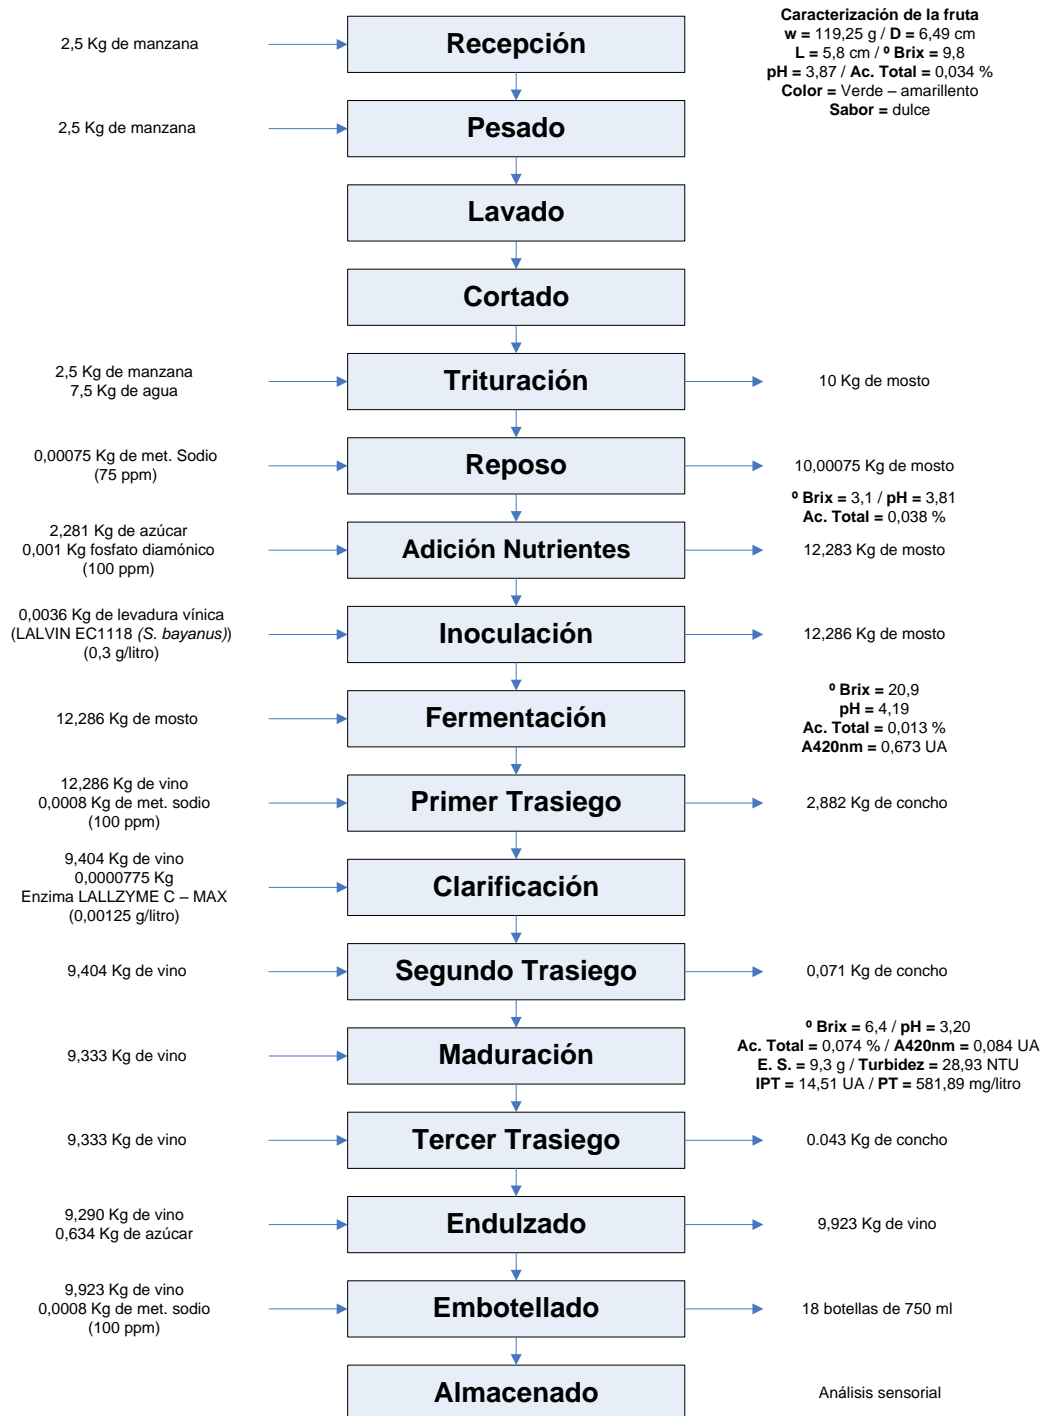 Caracterización de la fruta
w = 119,25 g / D = 6,49 cm
L = 5,8 cm / º Brix = 9,8
pH = 3,87 / Ac. Total = 0,034 %
Color = Verde – amarillento
Sabor = dulce
2,5 Kg de manzana
Recepción
2,5 Kg de manzana
Pesado
Lavado
Cortado
2,5 Kg de manzana
7,5 Kg de agua
Trituración
10 Kg de mosto
0,00075 Kg de met. Sodio
(75 ppm)
Reposo
10,00075 Kg de mosto
º Brix = 3,1 / pH = 3,81
Ac. Total = 0,038 %
2,281 Kg de azúcar
0,001 Kg fosfato diamónico
(100 ppm)
Adición Nutrientes
12,283 Kg de mosto
0,0036 Kg de levadura vínica
(LALVIN EC1118 (S. bayanus))
(0,3 g/litro)
Inoculación
12,286 Kg de mosto
12,286 Kg de mosto
Fermentación
º Brix = 20,9
pH = 4,19
Ac. Total = 0,013 %
A420nm = 0,673 UA
12,286 Kg de vino
0,0008 Kg de met. sodio
(100 ppm)
Primer Trasiego
2,882 Kg de concho
9,404 Kg de vino
0,0000775 Kg
Enzima LALLZYME C – MAX
(0,00125 g/litro)
Clarificación
9,404 Kg de vino
Segundo Trasiego
0,071 Kg de concho
9,333 Kg de vino
Maduración
º Brix = 6,4 / pH = 3,20
Ac. Total = 0,074 % / A420nm = 0,084 UA
E. S. = 9,3 g / Turbidez = 28,93 NTU
IPT = 14,51 UA / PT = 581,89 mg/litro
9,333 Kg de vino
Tercer Trasiego
0.043 Kg de concho
9,290 Kg de vino
0,634 Kg de azúcar
Endulzado
9,923 Kg de vino
9,923 Kg de vino
0,0008 Kg de met. sodio
(100 ppm)
Embotellado
18 botellas de 750 ml
Almacenado
Análisis sensorial